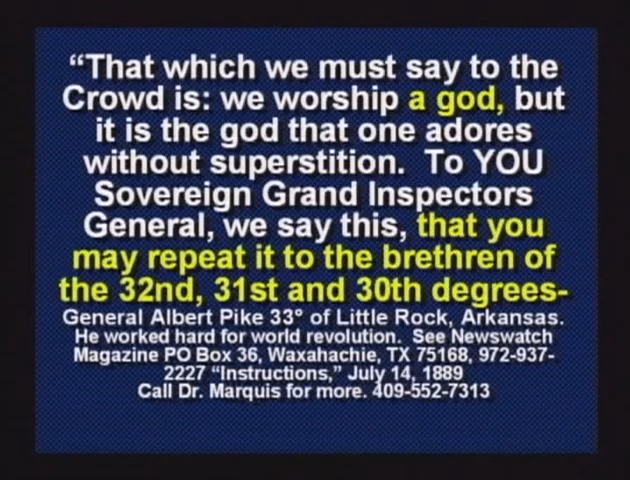 “That which we must say to the
Crowd is: we worship a god, but
it is the god that one adores
without superstition. To YOU
Sovereign Grand Inspectors
General, we say this, that you
may repeat it to the brethren of
the 32nd, 31st and 30th degrees-
General Albert Pike 33° of Little Rock, Arkansas.
He worked hard for world revolution. See Newswatch
Magazine PO Box 36, Waxahachie, TX 75168, 972-937-
2227 “Instructions,” July 14, 1889
Call Dr. Marquis for more. 409-552-7313